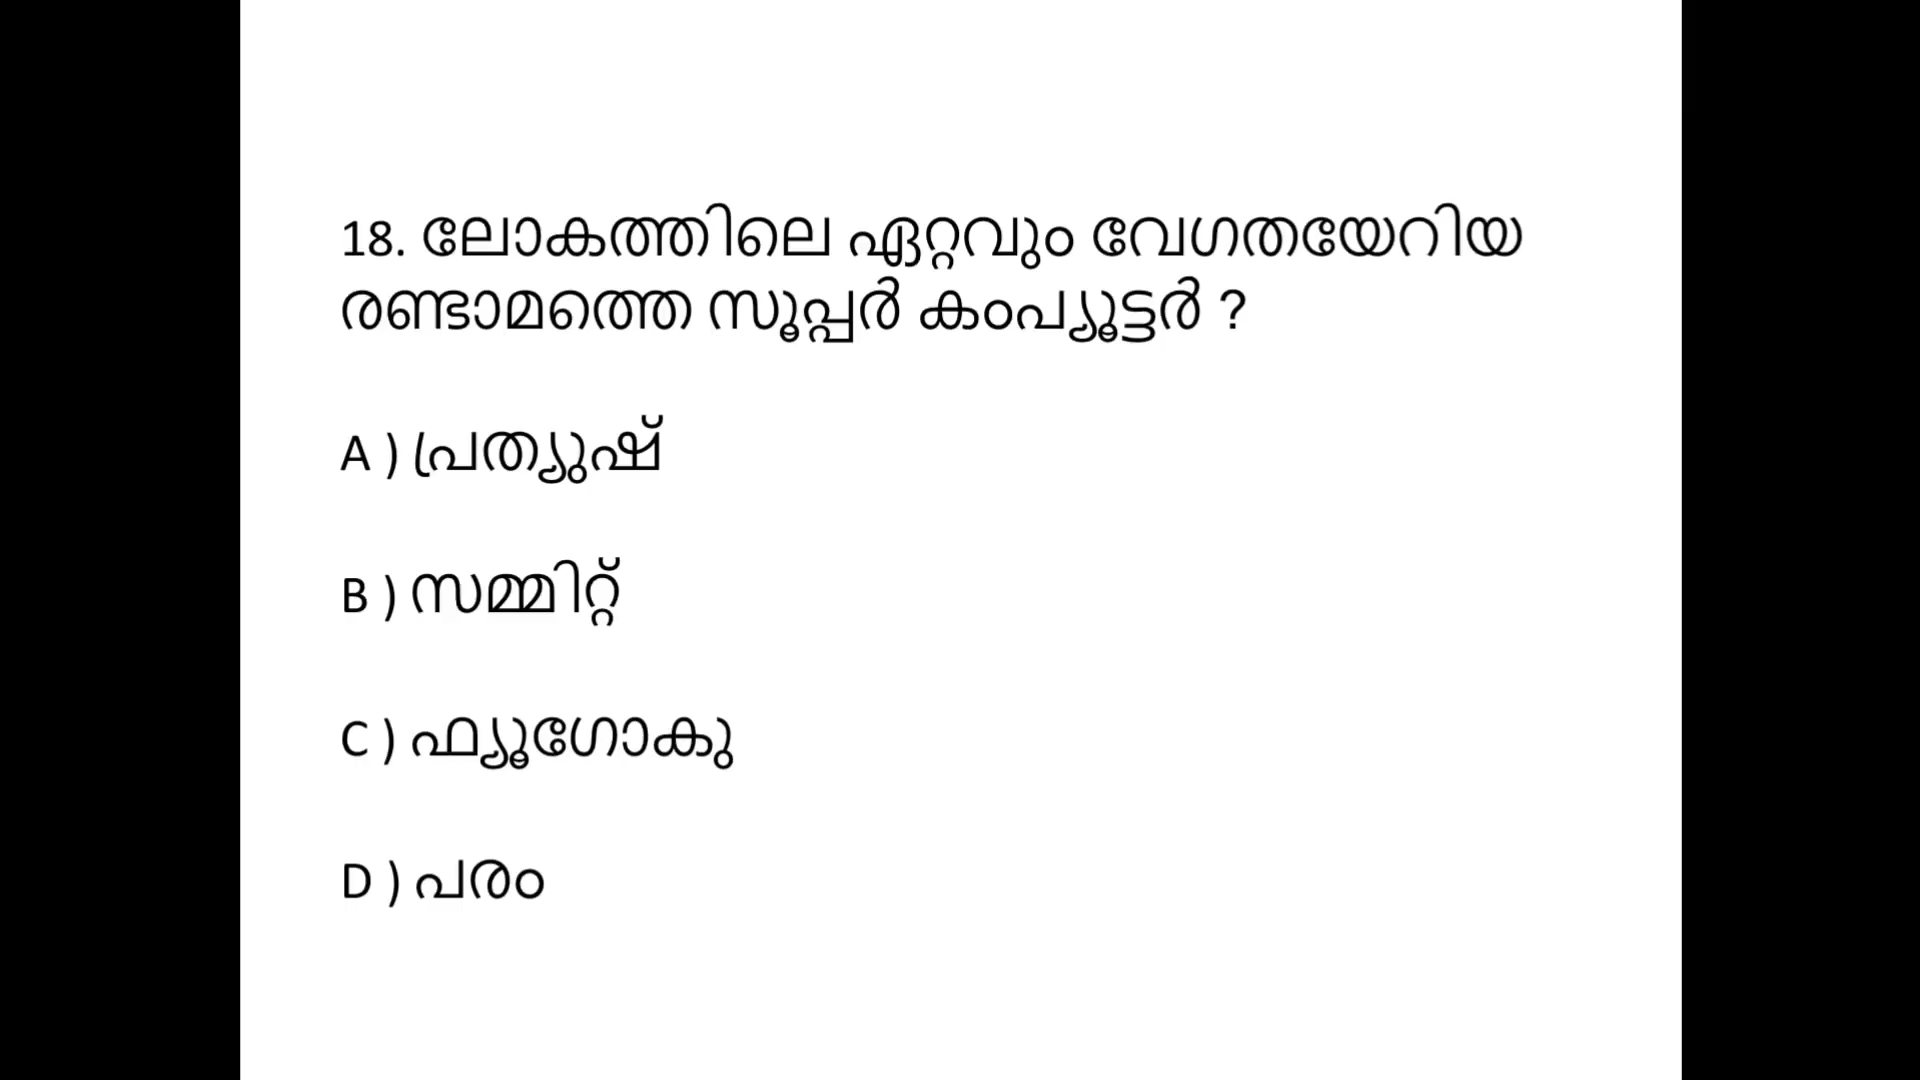 18. ലോകത്തിലെ ഏറ്റവും വേഗതയേറിയ
രണ്ടാമത്തെ സൂപ്പർ കംപ്യൂട്ടർ ?
A ) പ്രത്യുഷ്
B ) സമ്മിറ്റ്
C ) ഫ്യൂഗോകു
D ) പരം